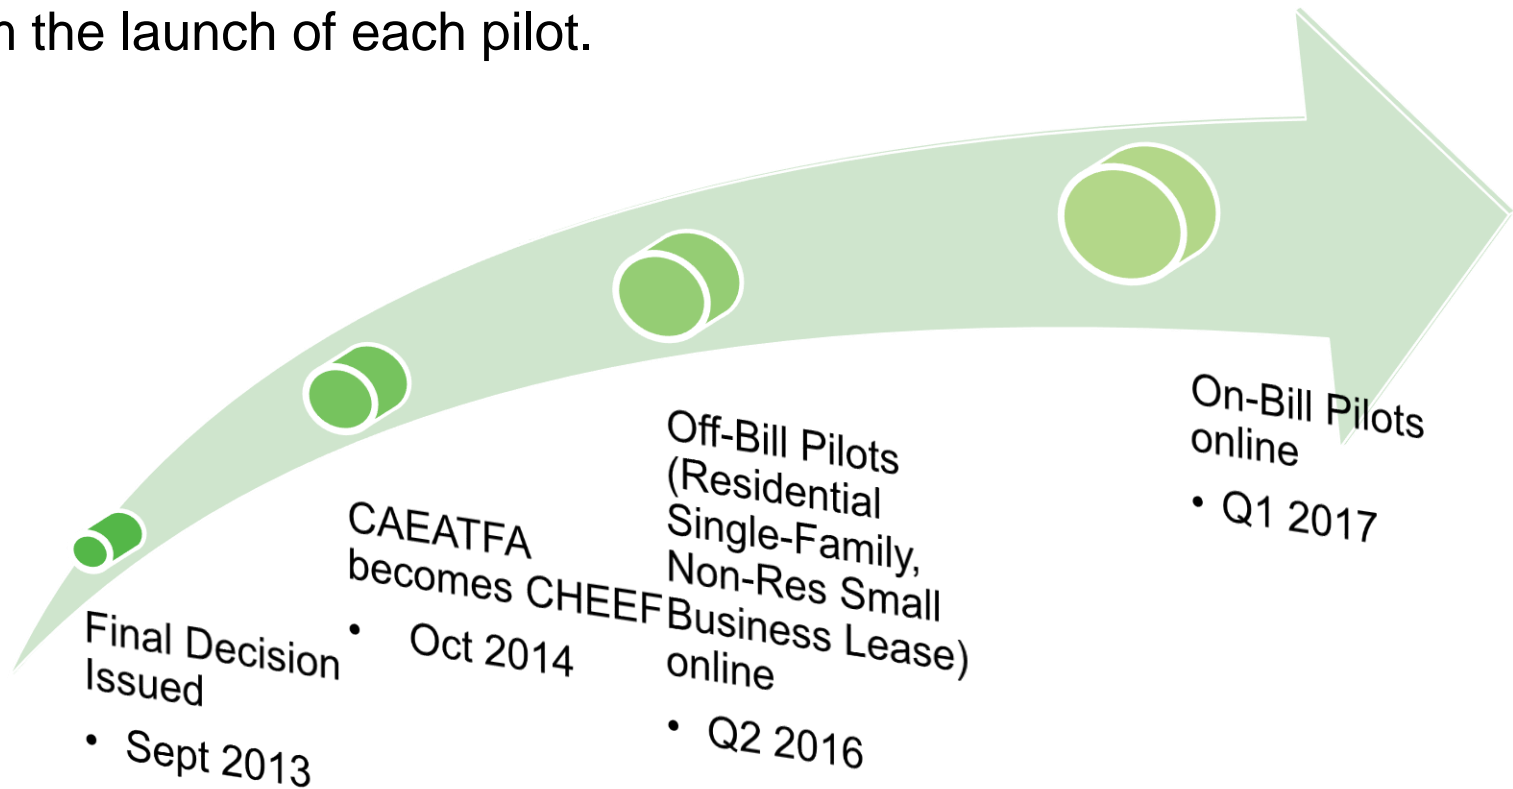 the launch of each pilot.
Final Decision
Issued
• Sept 2013
CAEATFA
becomes CHEEF
• Oct 2014
Off-Bill Pilots
(Residential
Single-Family,
Non-Res Small
Business Lease)
online
• Q2 2016
On-Bill Pilots
online
• Q1 2017